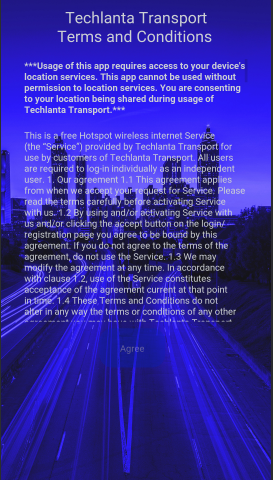 Techlanta Transport
Terms and Conditions
***Usage of this app requires access to your device's
location services. This app cannot be used without
permission to location services. You are consenting
to your location being shared during usage of
Techlanta Transport.***
This is a free Hotspot wireless internet Service
(the “Service”) provided by Techlanta Transport for
use by customers of Techlanta Transport. All users
are required to log-in individually as an independent
user. 1. Our agreement 1.1 This agreement applies
from when we accept your request for Service. Please
read the terms carefully before activating Service
with us. 1.2 By using and/or activating Service with
us and/or clicking the accept button on the login/
registration page you agree to be bound by this
agreement. If you do not agree to the terms of the
agreement, do not use the Service. 1.3 We may
modify the agreement at any time. In accordance
with clause 1.2, use of the Service constitutes
acceptance of the agreement current at that point
in time. 1.4 These Terms and Conditions do not
alter in any way the terms or conditions of any other
agreement you may have with Techlanta Transport
Agree